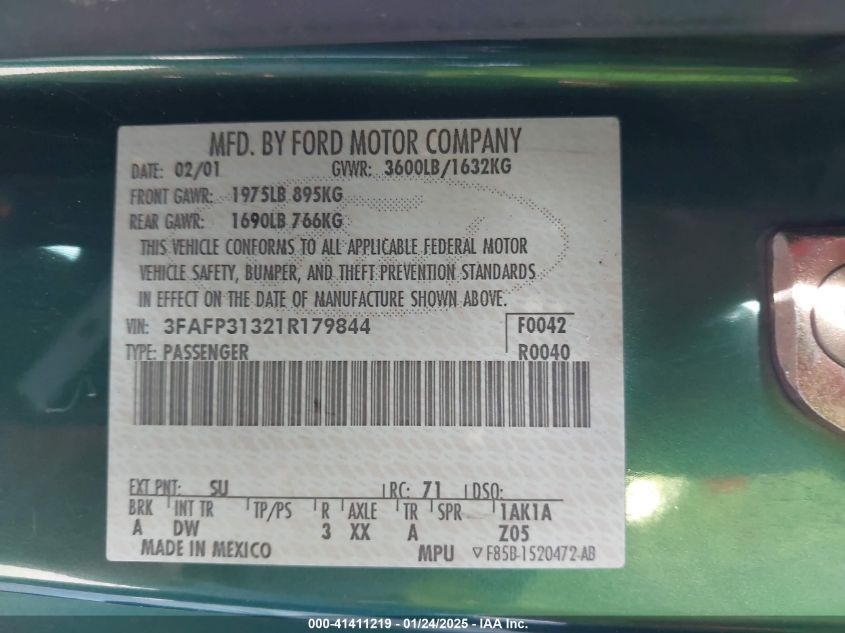 MFD. BY FORD MOTOR COMPANY
DATE: 02/01 GVWR: 3600LB/1632KG
FRONT GAWR: 1975LB 895KG
REAR GAWR: 1690LB 766KG
THIS VEHICLE CONFORMS TO ALL APPLICABLE FEDERAL MOTOR
VEHICLE SAFETY, BUMPER, AND THEFT PREVENTION STANDARDS
IN EFFECT ON THE DATE OF MANUFACTURE SHOWN ABOVE.
VIN: 3FAFP31321R179844 F0042
TYPE: PASSENGER R0040
EXT PNT: SU RC: 71 DSO:
BRK INT TR TP/PS R AXLE TR SPR 1AK1A
A DW 3 XX A Z05
MADE IN MEXICO MPU ▽F85B-1520472-AB
000-41411219 - 01/24/2025 - IAA Inc.